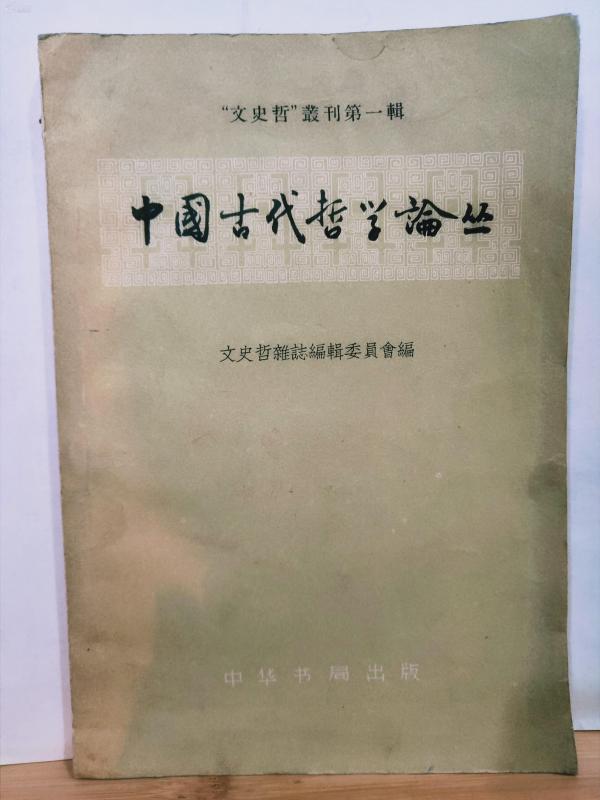 “文史哲”叢刊第一輯
中國古代哲学論丛
文史哲雜誌編輯委員會編
中华书局出版